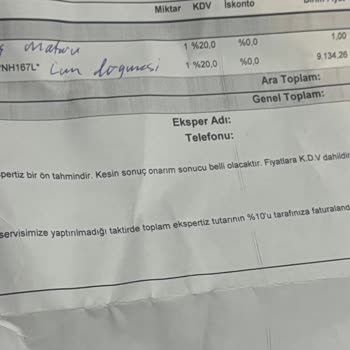 Miktar KDV İskonto
Maturu 1 %20,0 %0,0 1,00
*NH167L* Cam doğması 1 %20,0 %0,0 9.134,26
Ara Toplam:
Genel Toplam:
Eksper Adı:
Telefonu:
pertiz bir ön tahmindir. Kesin sonuç onarım sonucu belli olacaktır. Fiyatlara K.D.V dahildir
servisimize yaptırılmadığı taktirde toplam ekspertiz tutarının %10'u tarafınıza faturaland